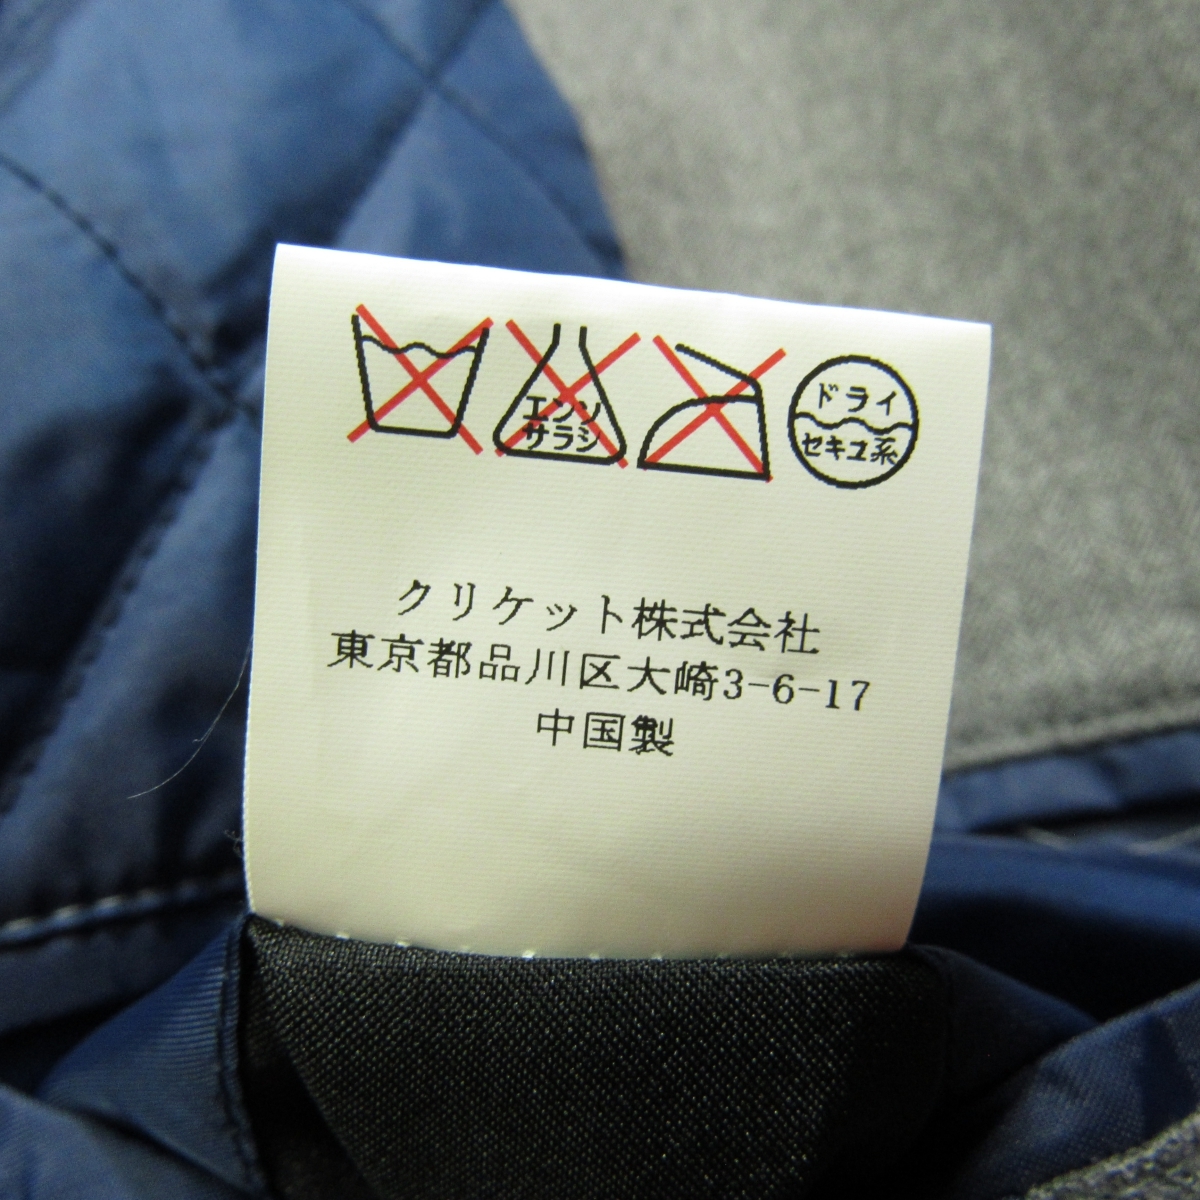 エンソ
サラシ
ドライ
セキユ系
クリケット株式会社
東京都品川区大崎3-6-17
中国製